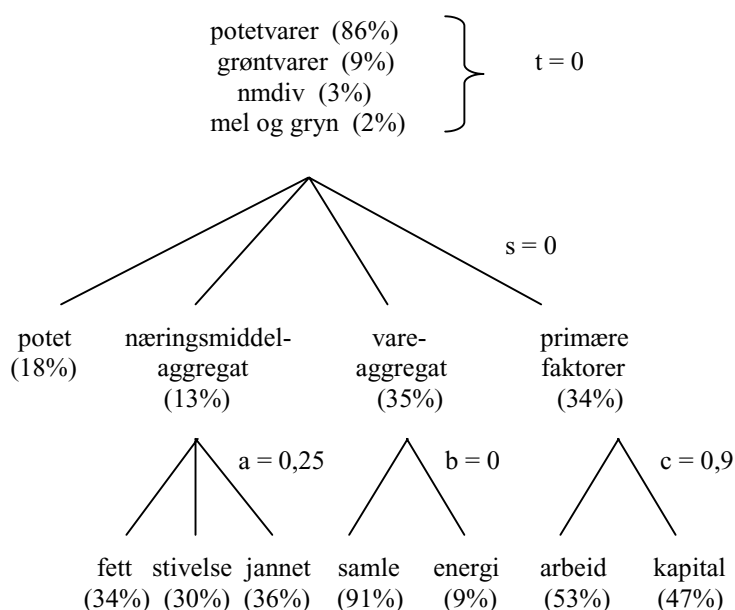 potetvarer (86%)
grøntvarer (9%)
nmdiv (3%)
mel og gryn (2%)
t = 0
s = 0
potet
(18%)
næringsmiddel-
aggregat
(13%)
vare-
aggregat
(35%)
primære
faktorer
(34%)
a = 0,25
b = 0
c = 0,9
fett
(34%)
stivelse
(30%)
jannet
(36%)
samle
(91%)
energi
(9%)
arbeid
(53%)
kapital
(47%)